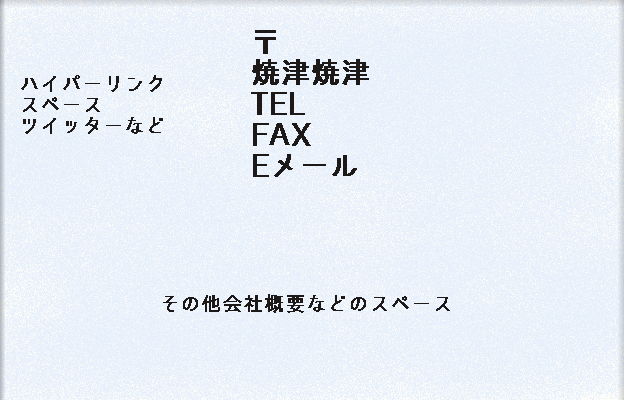 ハイパーリンク
スペース
ツイッターなど
〒
焼津焼津
TEL
FAX
Eメール
その他会社概要などのスペース